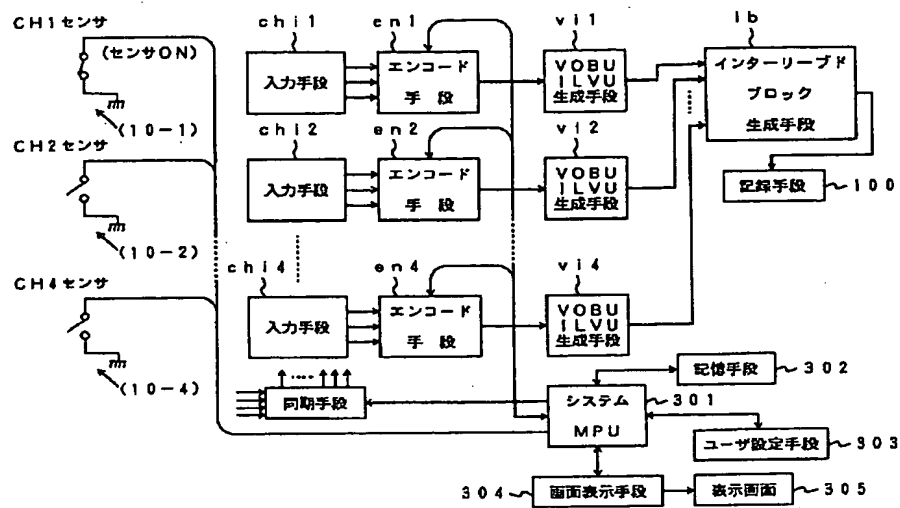 CH1センサ
(センサON)
(10-1)
CH2センサ
(10-2)
CH4センサ
(10-4)
chi1
入力手段
en1
エンコード
手段
vi1
VOBU
ILVU
生成手段
ib
インターリーブド
ブロック
生成手段
chi2
入力手段
en2
エンコード
手段
vi2
VOBU
ILVU
生成手段
記録手段
100
chi4
入力手段
en4
エンコード
手段
vi4
VOBU
ILVU
生成手段
同期手段
システム
MPU
301
記憶手段
302
ユーザ設定手段
303
304
画面表示手段
表示画面
305